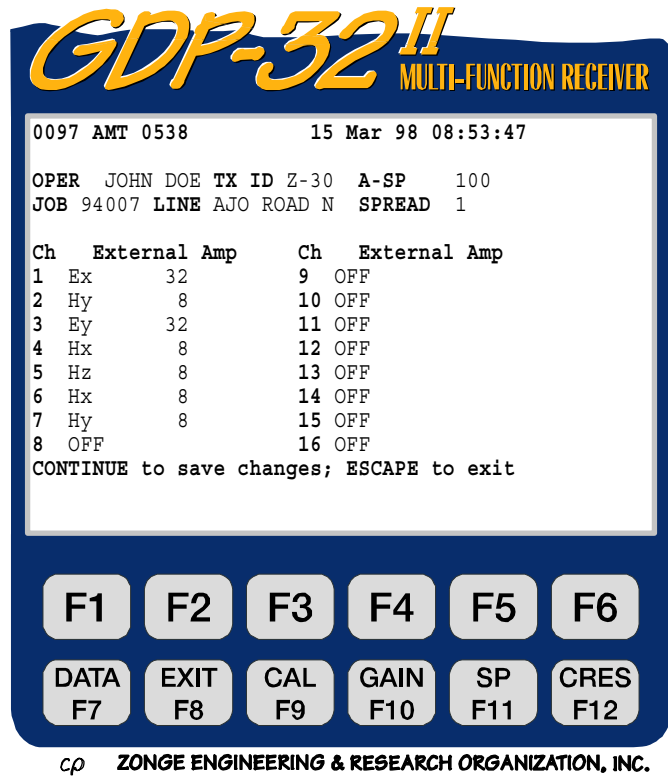 GDP-32 II
MULTI-FUNCTION RECEIVER
0097 AMT 0538 15 Mar 98 08:53:47
OPER JOHN DOE TX ID Z-30 A-SP 100
JOB 94007 LINE AJO ROAD N SPREAD 1
Ch External Amp Ch External Amp
1 Ex 32 9 OFF
2 Hy 8 10 OFF
3 Ey 32 11 OFF
4 Hx 8 12 OFF
5 Hz 8 13 OFF
6 Hx 8 14 OFF
7 Hy 8 15 OFF
8 OFF 16 OFF
CONTINUE to save changes; ESCAPE to exit
F1 F2 F3 F4 F5 F6
DATA EXIT CAL GAIN SP CRES
F7 F8 F9 F10 F11 F12
cp ZONGE ENGINEERING & RESEARCH ORGANIZATION, INC.